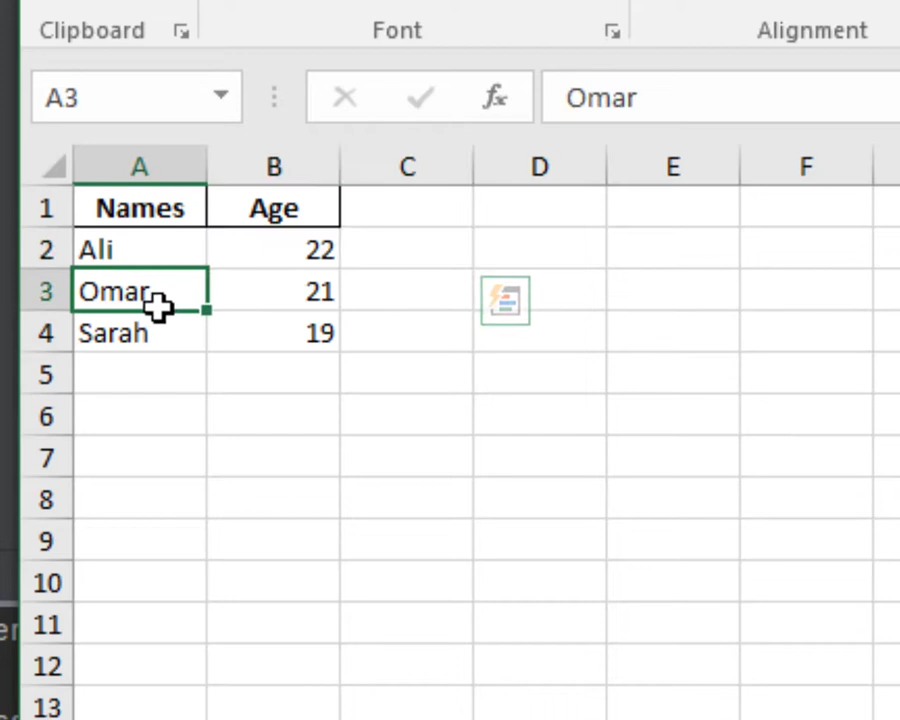 Clipboard Font Alignment
A3 fx Omar
A B C D E F
1 Names Age
2 Ali 22
3 Omar 21
4 Sarah 19
5
6
7
8
9
10
11
12
13